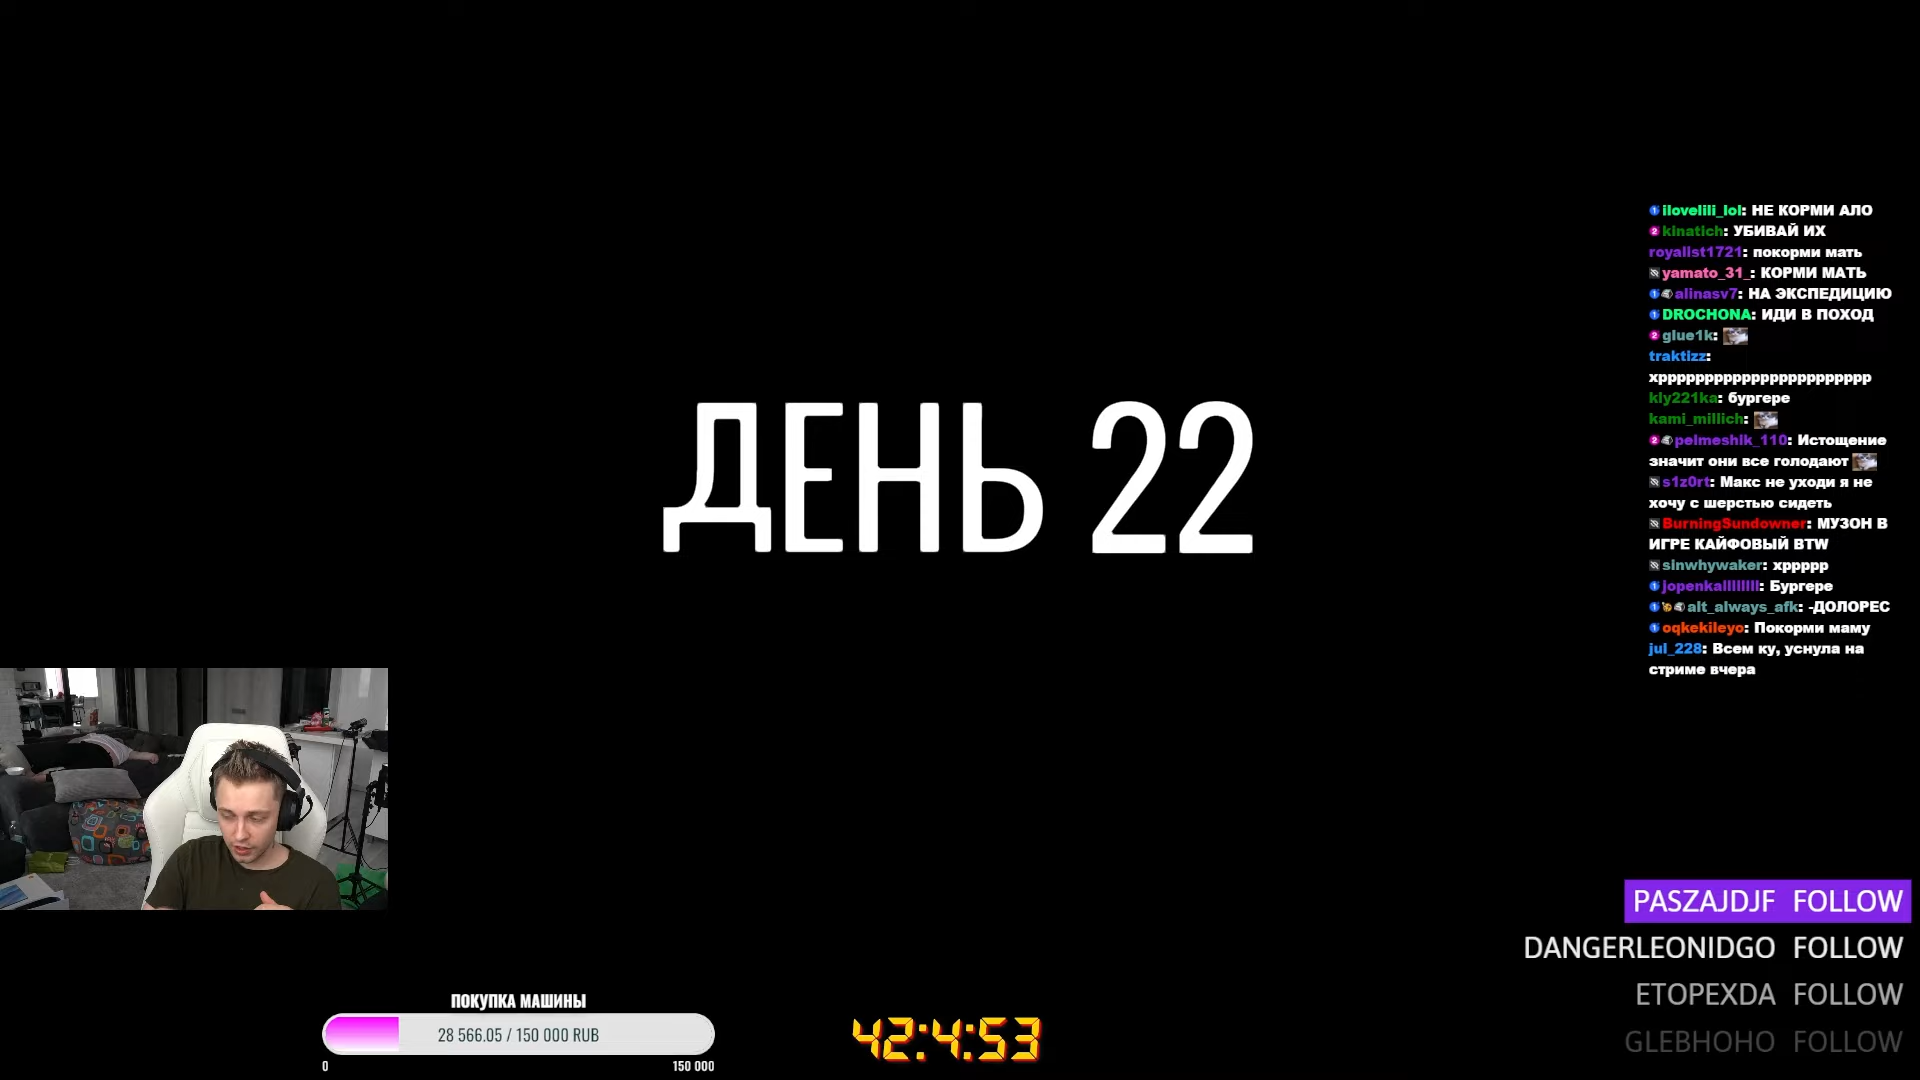 ilovelili_lol: НЕ КОРМИ АЛО
kinatich: УБИВАЙ ИХ
royalist1721: покорми мать
yamato_31_: КОРМИ МАТЬ
alinasv7: НА ЭКСПЕДИЦИЮ
DROCHONA: ИДИ В ПОХОД
glue1k:
traktizz:
хррррррррррррррррррррррр
kly221ka: бургере
kami_millich:
pelmeshik_110: Истощение
значит они все голодают
s1z0rt: Макс не уходи я не
хочу с шерстью сидеть
BurningSundowner: МУЗОН В
ИГРЕ КАЙФОВЫЙ BTW
sinwhywaker: хррррр
jopenkallllllll: Бургере
alt_always_afk: -ДОЛОРЕС
oqkekileyo: Покорми маму
jul_228: Всем ку, уснула на
стриме вчера
ДЕНЬ 22
PASZAJDJF FOLLOW
DANGERLEONIDGO FOLLOW
ETOPEXDA FOLLOW
GLEBHOHO FOLLOW
ПОКУПКА МАШИНЫ
28 566.05 / 150 000 RUB
0 150 000
42:4:53